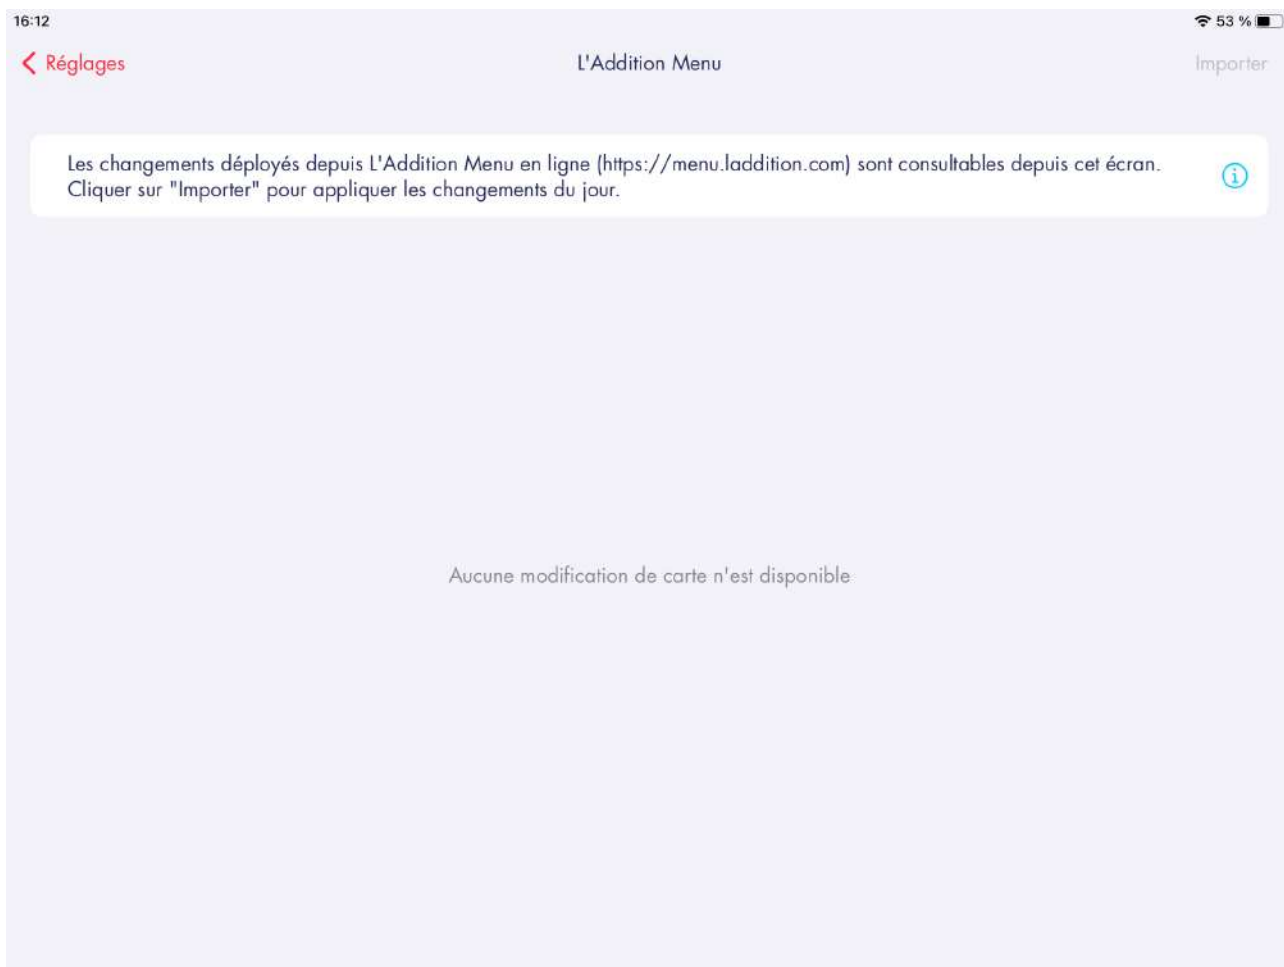 16:12
53 %
Réglages
L'Addition Menu
Importer
Les changements déployés depuis L'Addition Menu en ligne (https://menu.laddition.com) sont consultables depuis cet écran.
Cliquer sur "Importer" pour appliquer les changements du jour.
Aucune modification de carte n'est disponible